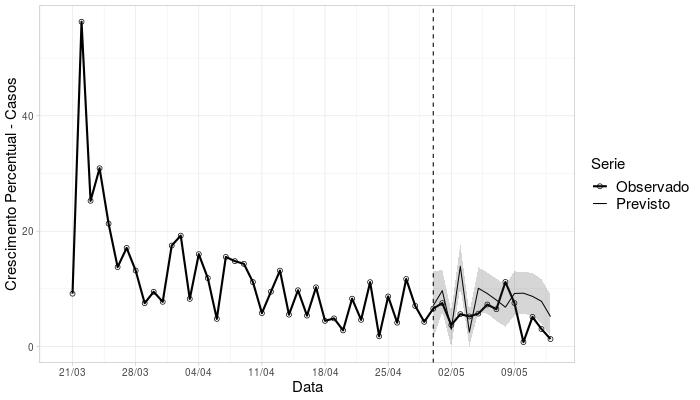 Crescimento Percentual - Casos
40
20
0
21/03 28/03 04/04 11/04 18/04 25/04 02/05 09/05
Data
Serie
Observado
Previsto